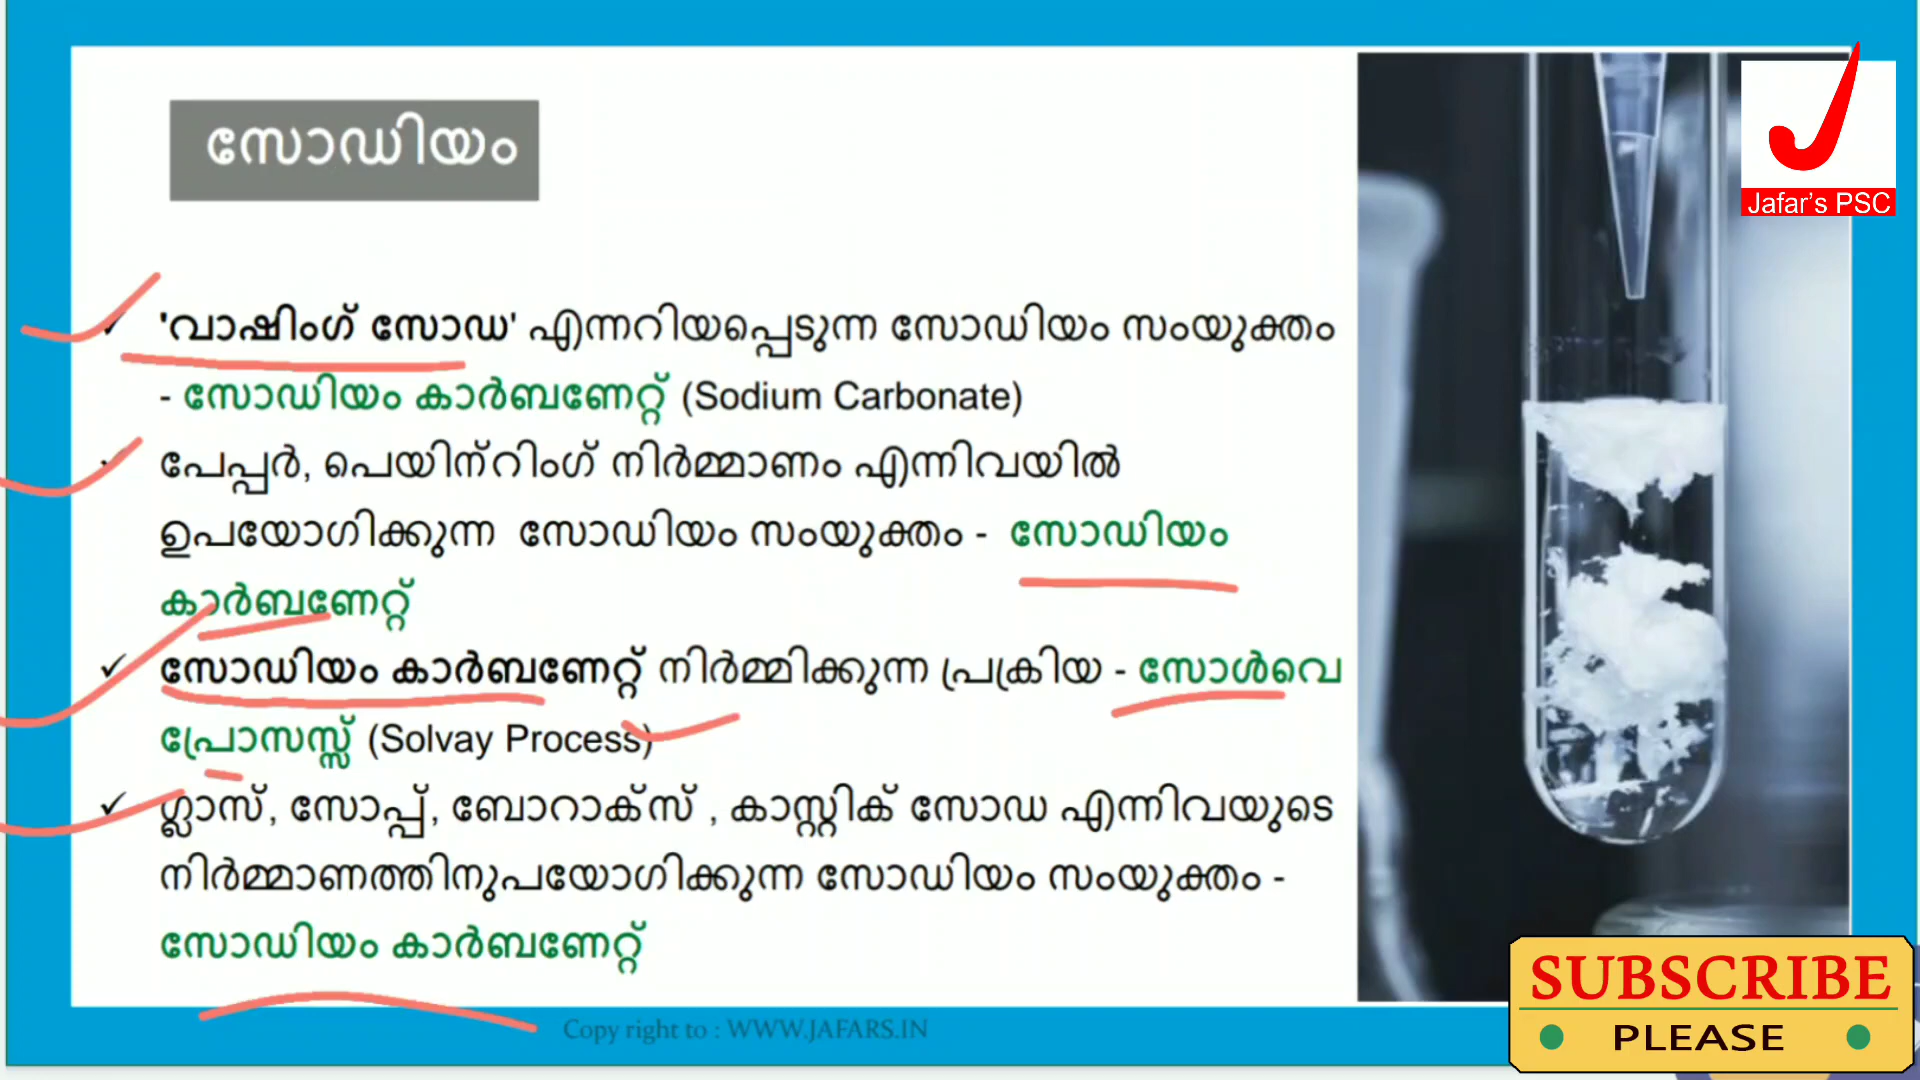 സോഡിയം
Jafar's PSC
✓ 'വാഷിംഗ് സോഡ' എന്നറിയപ്പെടുന്ന സോഡിയം സംയുക്തം
- സോഡിയം കാർബണേറ്റ് (Sodium Carbonate)
✓ പേപ്പർ, പെയിന്റിംഗ് നിർമ്മാണം എന്നിവയിൽ
ഉപയോഗിക്കുന്ന സോഡിയം സംയുക്തം - സോഡിയം
കാർബണേറ്റ്
✓ സോഡിയം കാർബണേറ്റ് നിർമ്മിക്കുന്ന പ്രക്രിയ - സോൾവെ
പ്രോസസ്സ് (Solvay Process)
✓ ഗ്ലാസ്, സോപ്പ്, ബോറാക്സ് , കാസ്റ്റിക് സോഡ എന്നിവയുടെ
നിർമ്മാണത്തിനുപയോഗിക്കുന്ന സോഡിയം സംയുക്തം -
സോഡിയം കാർബണേറ്റ്
Copy right to : WWW.JAFARS.IN
SUBSCRIBE
PLEASE